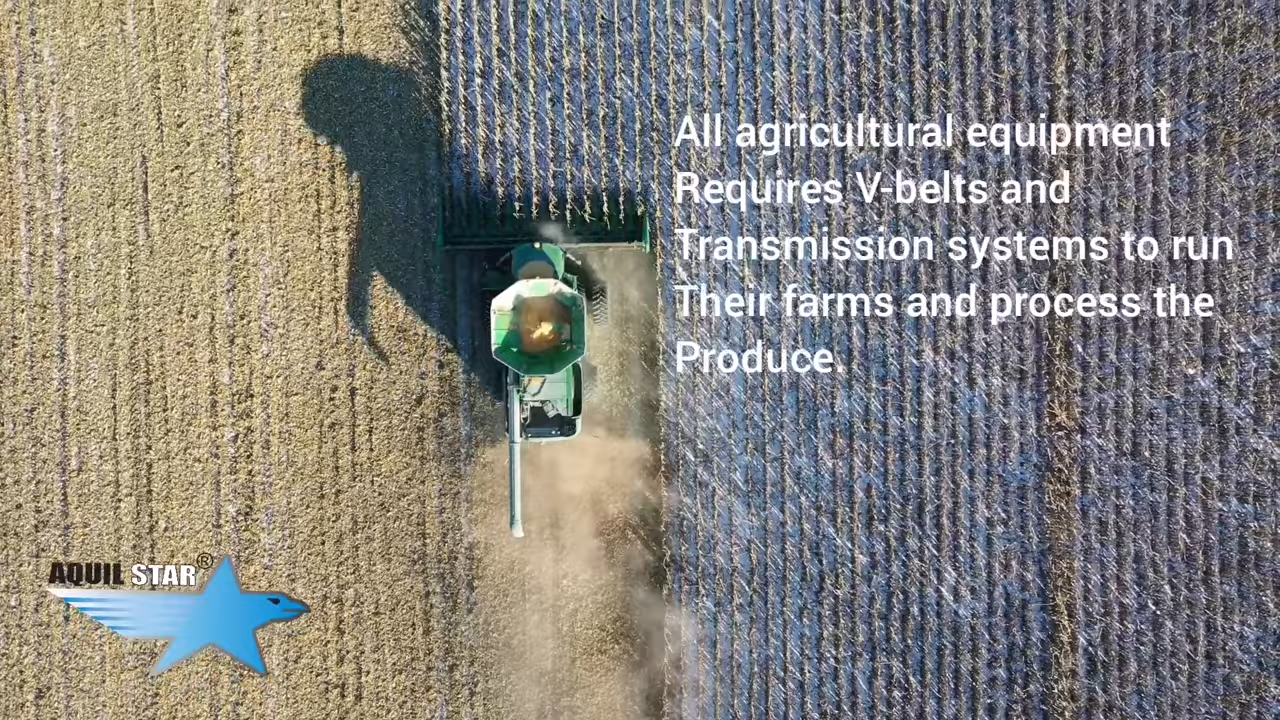 All agricultural equipment
Requires V-belts and
Transmission systems to run
Their farms and process the
Produce.
AQUIL STAR®